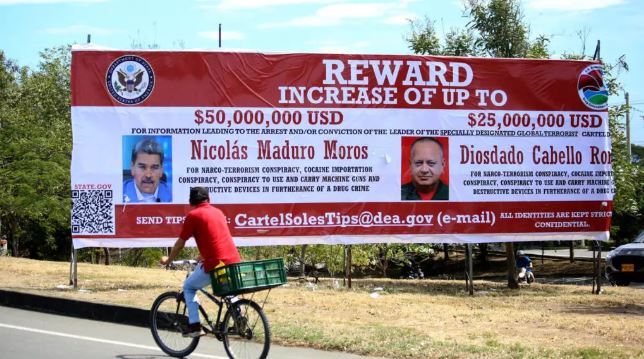 REWARD
INCREASE OF UP TO
$50,000,000 USD
$25,000,000 USD
FOR INFORMATION LEADING TO THE ARREST AND/OR CONVICTION OF THE LEADER OF THE SPECIALLY DESIGNATED GLOBAL TERRORIST CARTEL
Nicolás Maduro Moros
FOR NARCO-TERRORISM CONSPIRACY, COCAINE IMPORTATION
CONSPIRACY, CONSPIRACY TO USE AND CARRY MACHINE GUNS AND
DESTRUCTIVE DEVICES IN FURTHERANCE OF A DRUG CRIME
Diosdado Cabello Ron
FOR NARCO-TERRORISM CONSPIRACY, COCAINE IMPORTATION
CONSPIRACY, CONSPIRACY TO USE AND CARRY MACHINE
DESTRUCTIVE DEVICES IN FURTHERANCE OF A DRUG
STATE.GOV
SEND TIPS CartelSolesTips@dea.gov (e-mail)
ALL IDENTITIES ARE KEPT STRIC
CONFIDENTIAL.